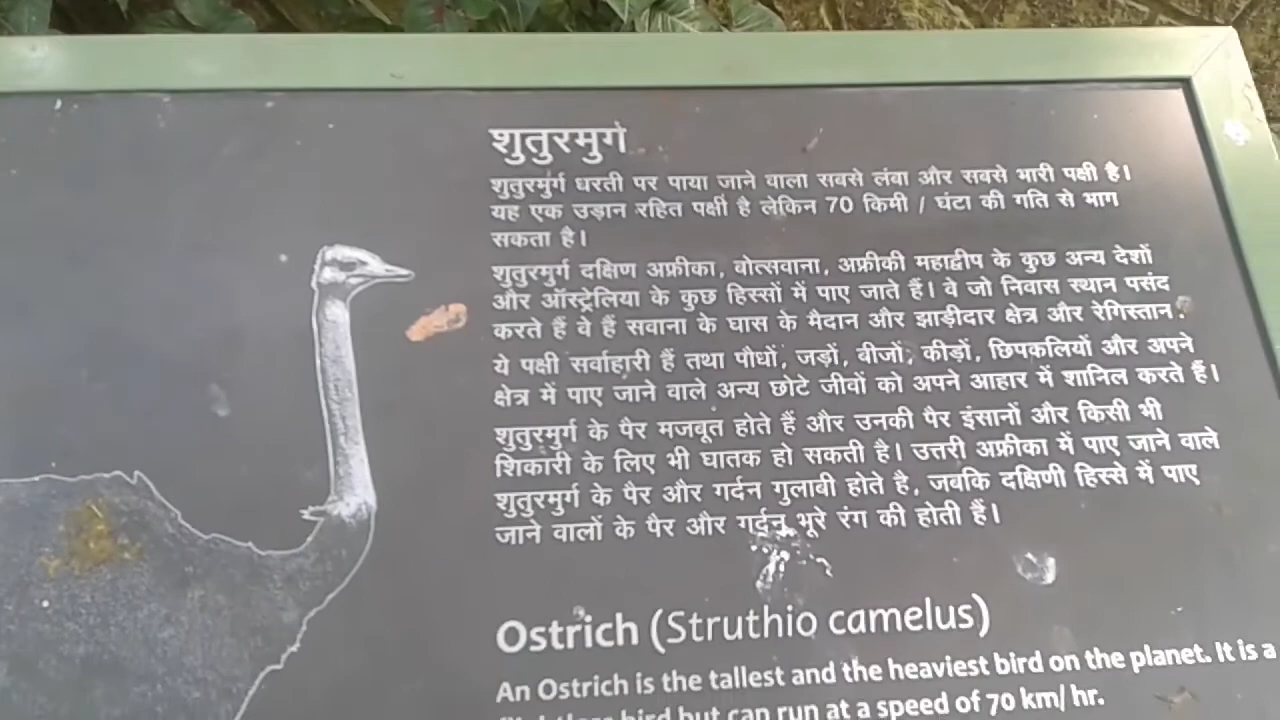 शुतुरमुर्ग
शुतुरमुर्ग धरती पर पाया जाने वाला सबसे लंवा और सबसे भारी पक्षी है।
यह एक उड़ान रहित पक्षी है लेकिन 70 किमी / घंटा की गति से भाग
सकता है।
शुतुरमुर्ग दक्षिण अफ्रीका, वोत्सवाना, अफ्रीकी महाद्वीप के कुछ अन्य देशों
और ऑस्ट्रेलिया के कुछ हिस्सों में पाए जाते हैं। वे जो निवास स्थान पसंद
करते हैं वे हैं सवाना के घास के मैदान और झाड़ीदार क्षेत्र और रेगिस्तान.
ये पक्षी सर्वाहारी हैं तथा पौधों, जड़ों, बीजों, कीड़ों, छिपकलियों और अपने
क्षेत्र में पाए जाने वाले अन्य छोटे जीवों को अपने आहार में शानिल करते हैं।
शुतुरमुर्ग के पैर मजबूत होते हैं और उनकी पैर इंसानों और किसी भी
शिकारी के लिए भी घातक हो सकती है। उत्तरी अफ्रीका में पाए जाने वाले
शुतुरमुर्ग के पैर और गर्दन गुलाबी होते है, जबकि दक्षिणी हिस्से में पाए
जाने वालों के पैर और गर्दन भूरे रंग की होती हैं।
Ostrich (Struthio camelus)
An Ostrich is the tallest and the heaviest bird on the planet. It is a
flightless bird but can run at a speed of 70 km/ hr.